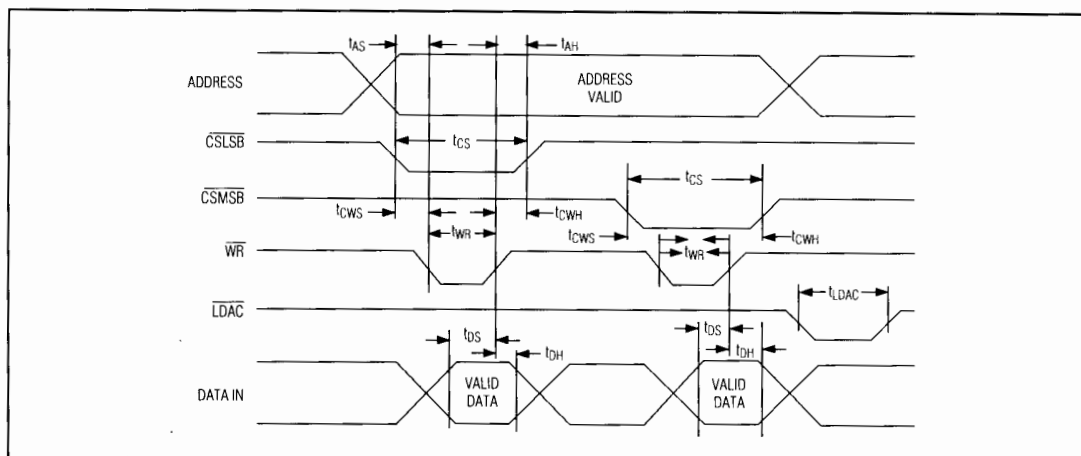 tAS tAH
ADDRESS ADDRESS VALID
CSLSB tCS
CSMSB tCS
tCWS tCWH
tWR tCWS tWR tCWH
WR
LDAC tLDAC
tDS tDH tDS tDH
DATA IN VALID DATA VALID DATA